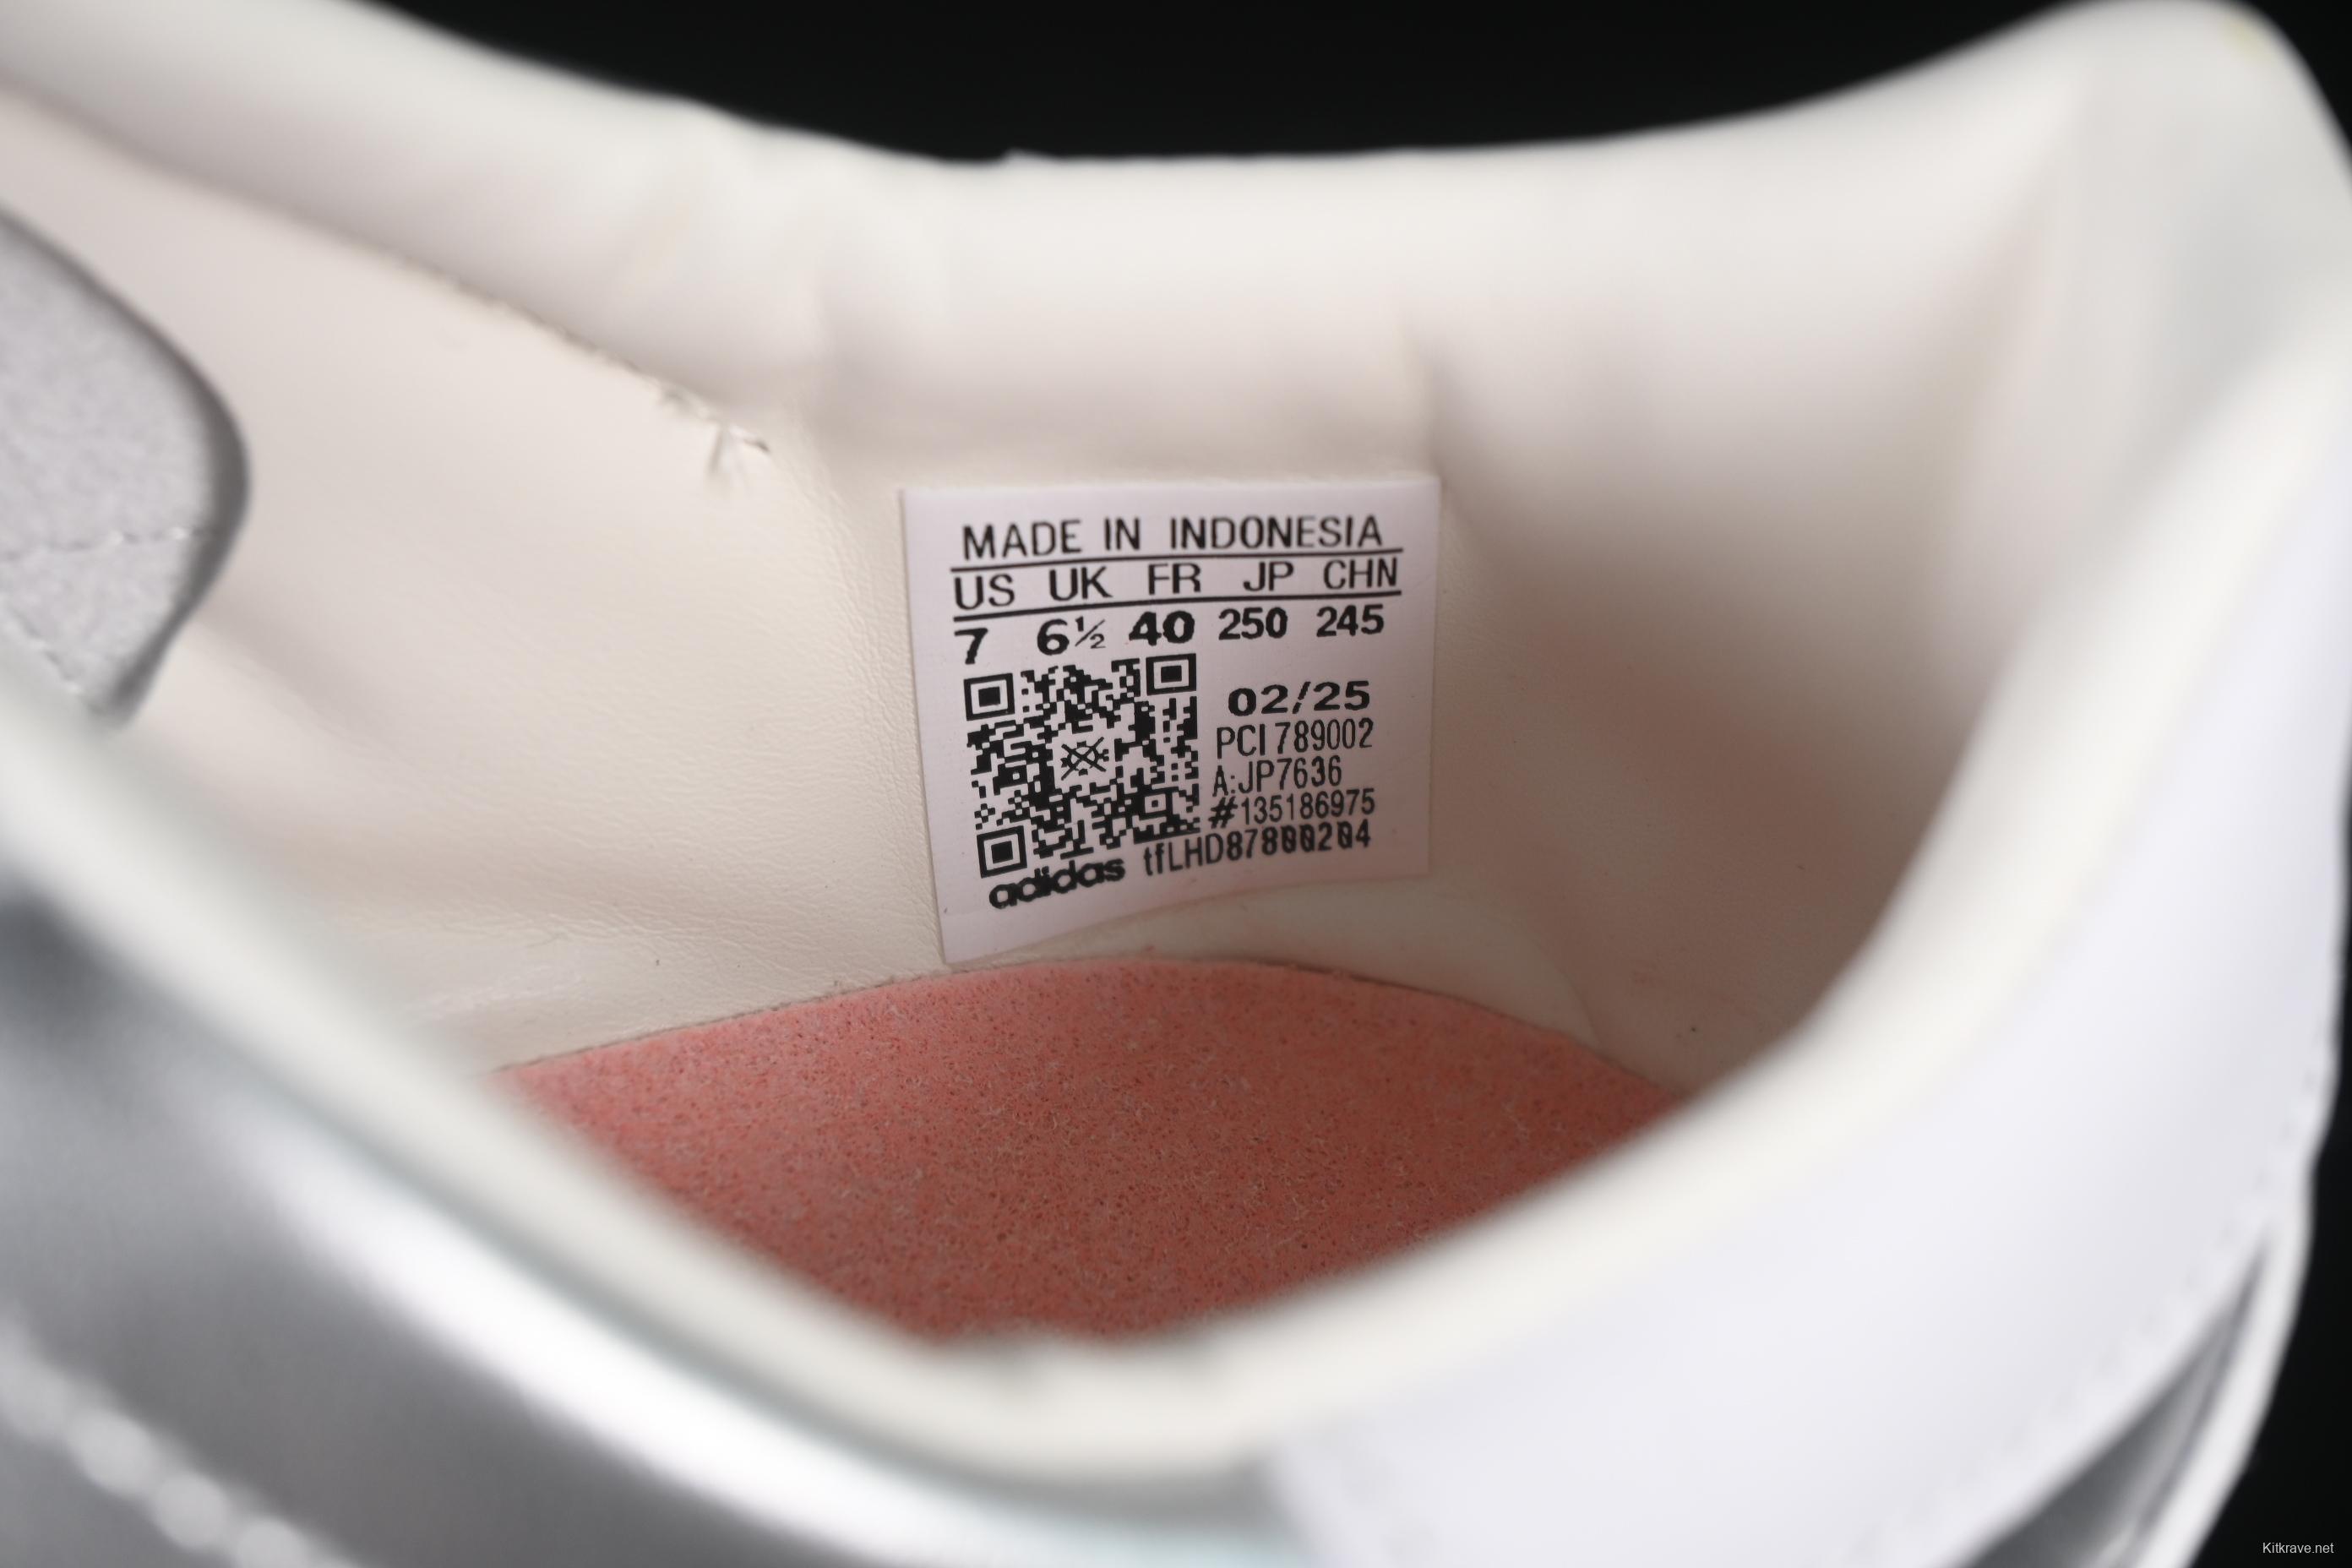 MADE IN INDONESIA
US UK FR JP CHN
7 6½ 40 250 245
02/25
PCI 789002
A:JP7636
#135186975
adidas tfLHD87800204
Kitkrave.net